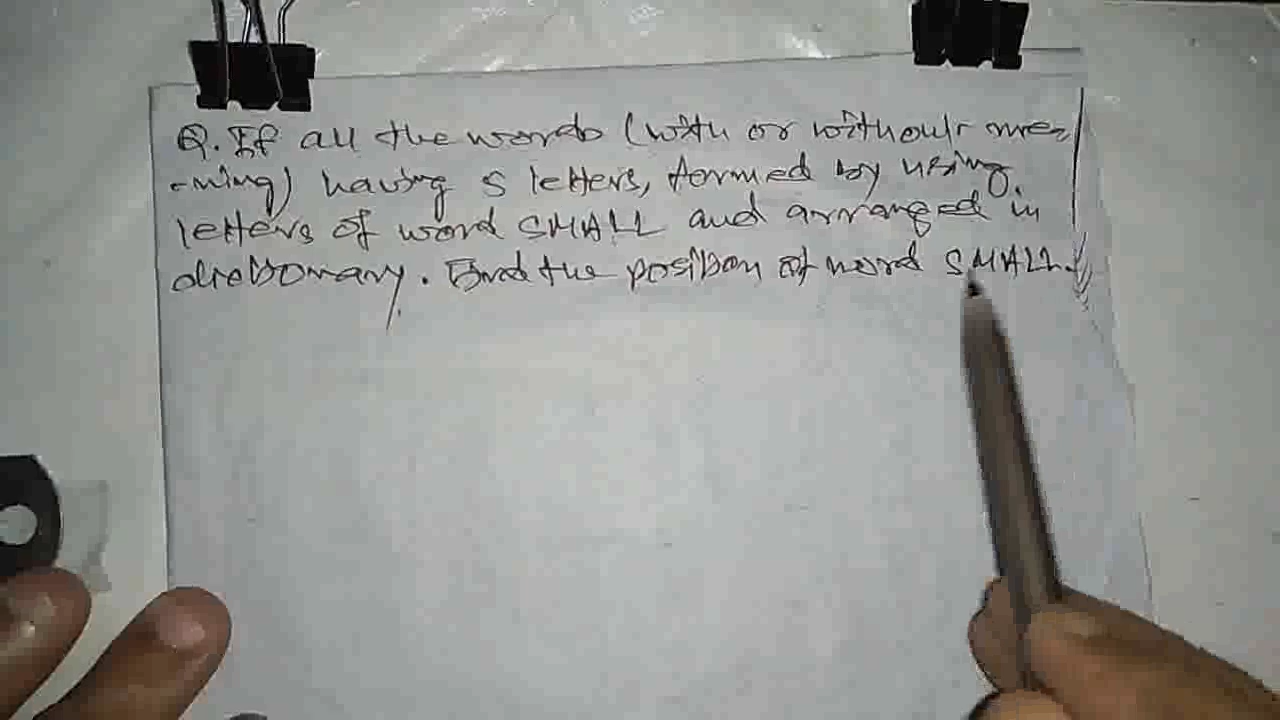 Q. If all the words (with or without mea-
-ning) having 5 letters, formed by using
letters of word SMALL and arranged in
dictionary. Find the position of word SMALL.